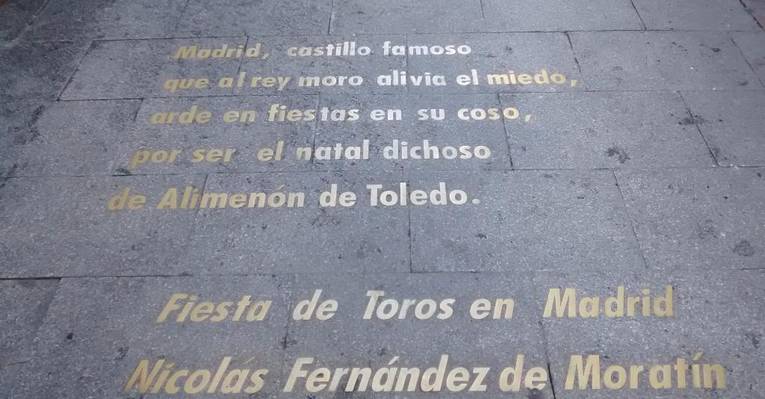 Madrid, castillo famoso
que al rey moro alivia el miedo,
arde en fiestas en su coso,
por ser el natal dichoso
de Alimenón de Toledo.
Fiesta de Toros en Madrid
Nicolás Fernández de Moratín